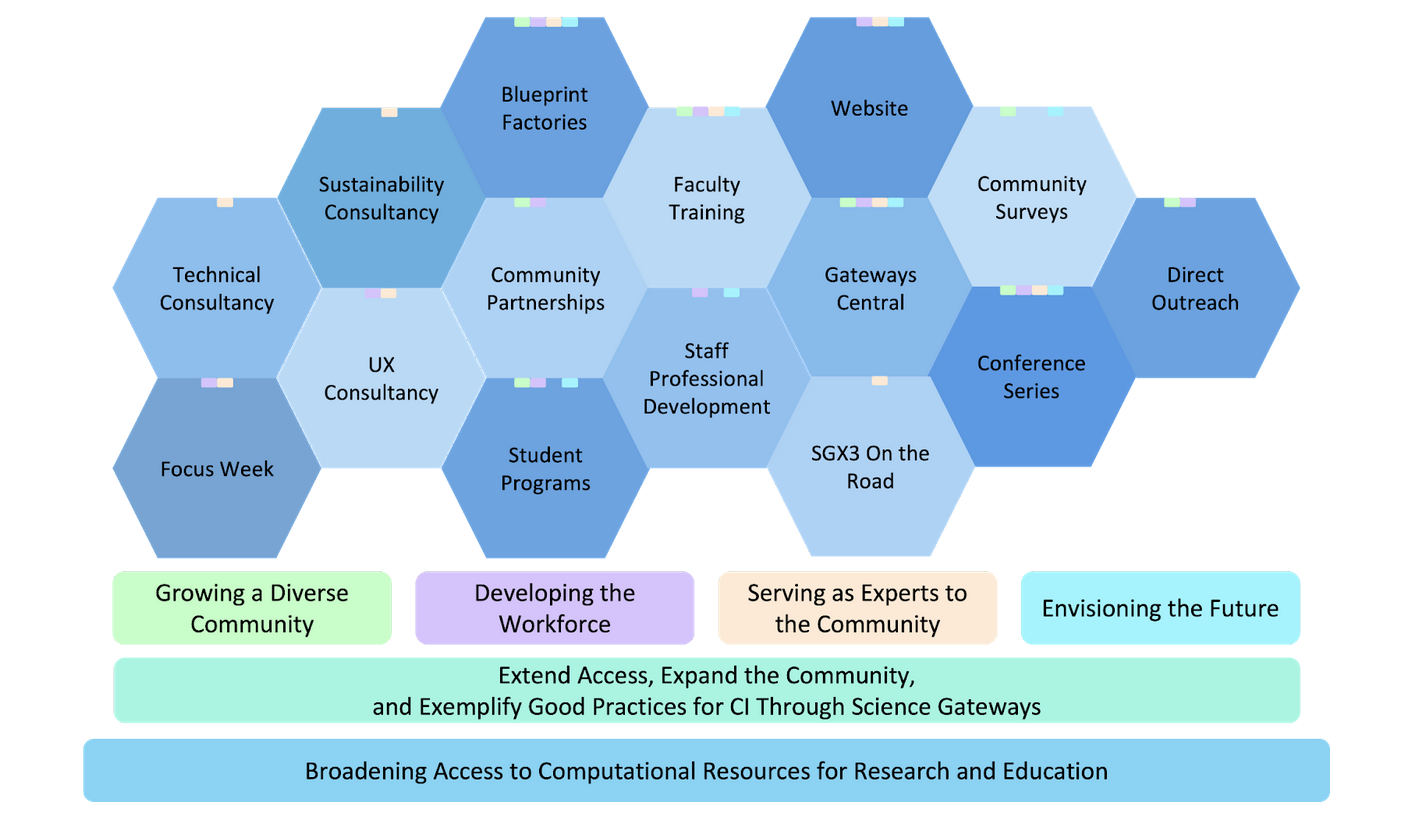 Blueprint
Factories
Website
Sustainability
Consultancy
Faculty
Training
Community
Surveys
Technical
Consultancy
Community
Partnerships
Gateways
Central
Direct
Outreach
UX
Consultancy
Staff
Professional
Development
Conference
Series
Focus Week
Student
Programs
SGX3 On the
Road
Growing a Diverse
Community
Developing the
Workforce
Serving as Experts to
the Community
Envisioning the Future
Extend Access, Expand the Community,
and Exemplify Good Practices for CI Through Science Gateways
Broadening Access to Computational Resources for Research and Education